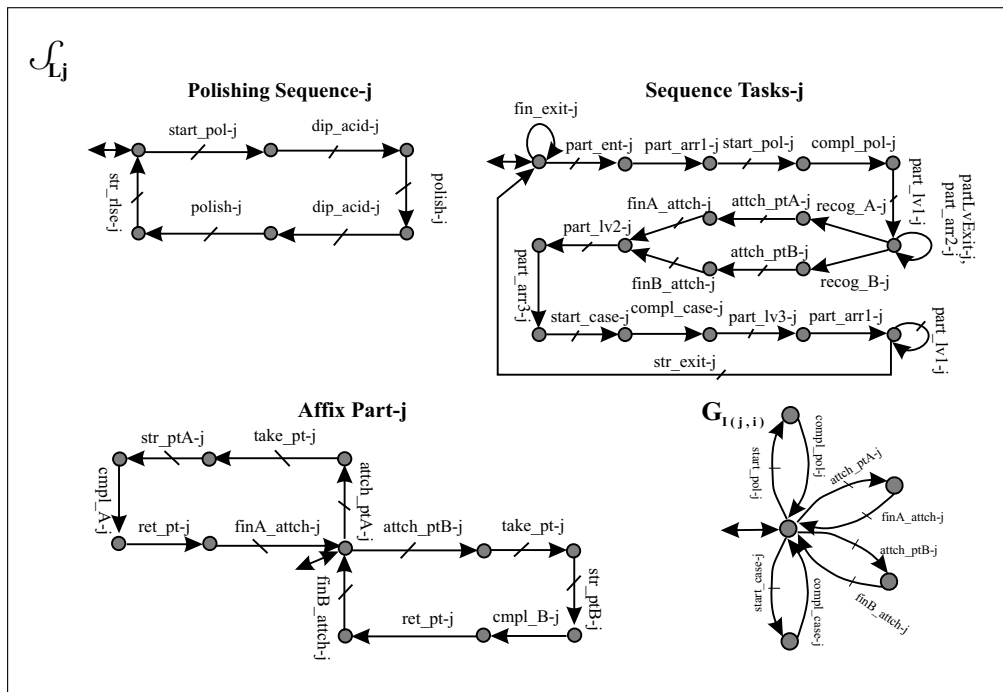 𝒮Lj
Polishing Sequence-j
start_pol-j
dip_acid-j
polish-j
dip_acid-j
polish-j
str_rlse-j
Sequence Tasks-j
fin_exit-j
part_ent-j
part_arr1-j
start_pol-j
compl_pol-j
part_lv1-j
partLvExit-j,
part_arr2-j
recog_A-j
attch_ptA-j
finA_attch-j
part_lv2-j
recog_B-j
attch_ptB-j
finB_attch-j
part_arr3-j
start_case-j
compl_case-j
part_lv3-j
part_arr1-j
part_lv1-j
str_exit-j
Affix Part-j
str_ptA-j
take_pt-j
cmpl_A-j
attch_ptA-j
ret_pt-j
finA_attch-j
attch_ptB-j
take_pt-j
str_ptB-j
finB_attch-j
ret_pt-j
cmpl_B-j
G I(j,i)
start_pol-j
compl_pol-j
attch_ptA-j
finA_attch-j
attch_ptB-j
finB_attch-j
start_case-j
compl_case-j